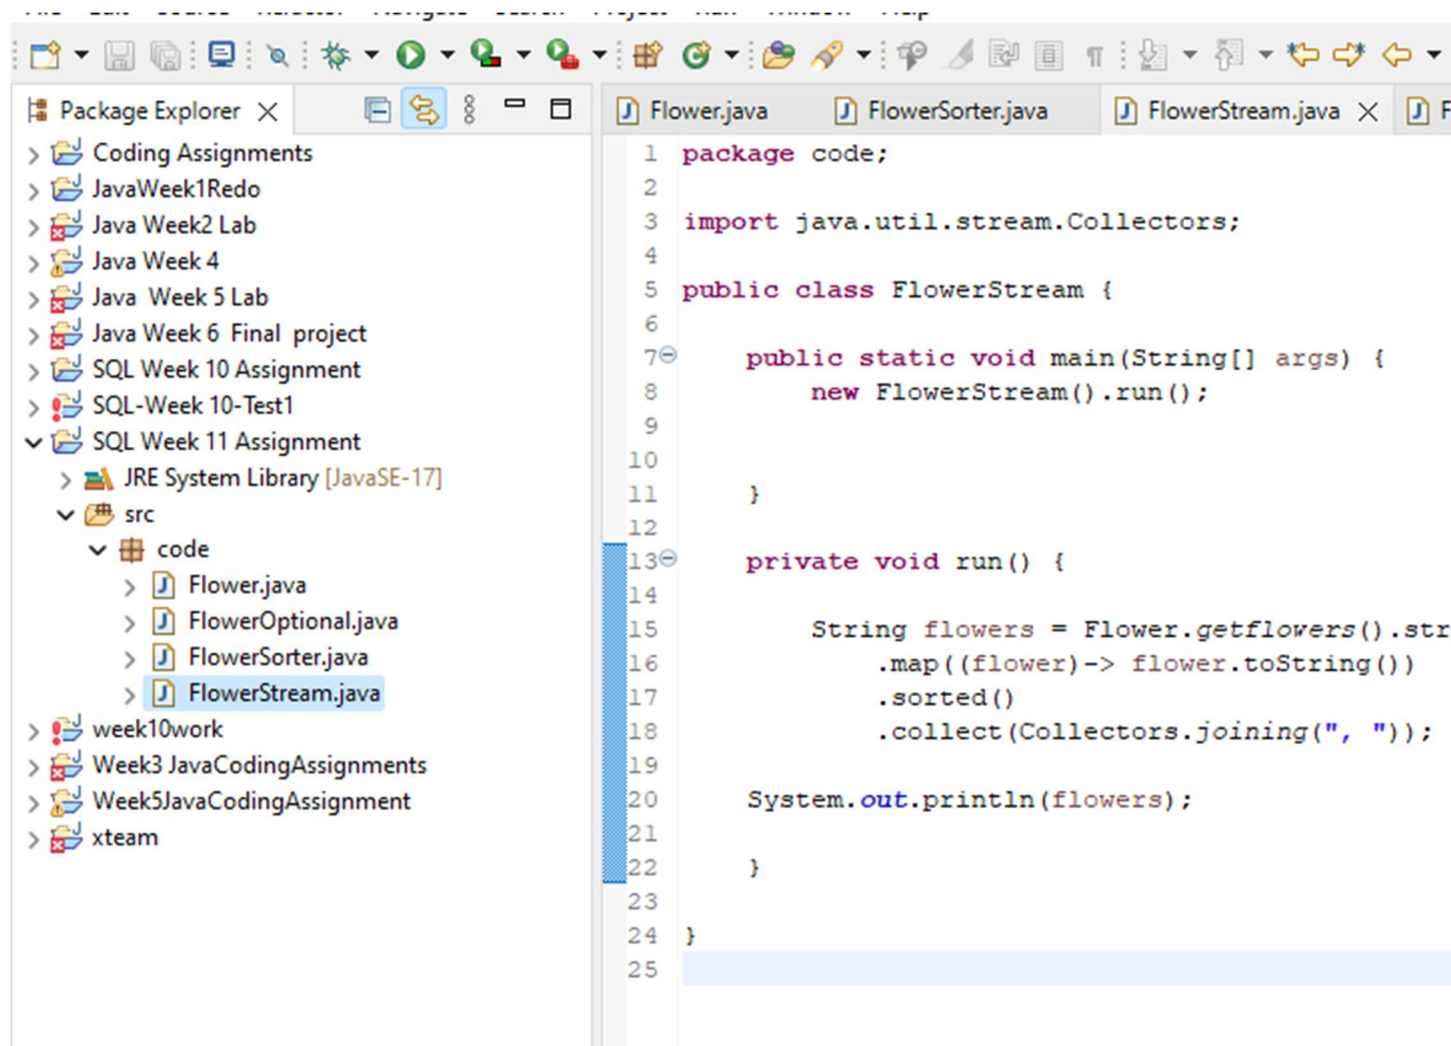 Package Explorer
Coding Assignments
JavaWeek1Redo
Java Week2 Lab
Java Week 4
Java Week 5 Lab
Java Week 6 Final project
SQL Week 10 Assignment
SQL-Week 10-Test1
SQL Week 11 Assignment
JRE System Library [JavaSE-17]
src
code
Flower.java
FlowerOptional.java
FlowerSorter.java
FlowerStream.java
week10work
Week3 JavaCodingAssignments
Week5JavaCodingAssignment
xteam
Flower.java FlowerSorter.java FlowerStream.java
1 package code;
2
3 import java.util.stream.Collectors;
4
5 public class FlowerStream {
6
7 public static void main(String[] args) {
8 new FlowerStream().run();
9
10
11 }
12
13 private void run() {
14
15 String flowers = Flower.getflowers().str
16 .map((flower)-> flower.toString())
17 .sorted()
18 .collect(Collectors.joining(", "));
19
20 System.out.println(flowers);
21
22 }
23
24 }
25